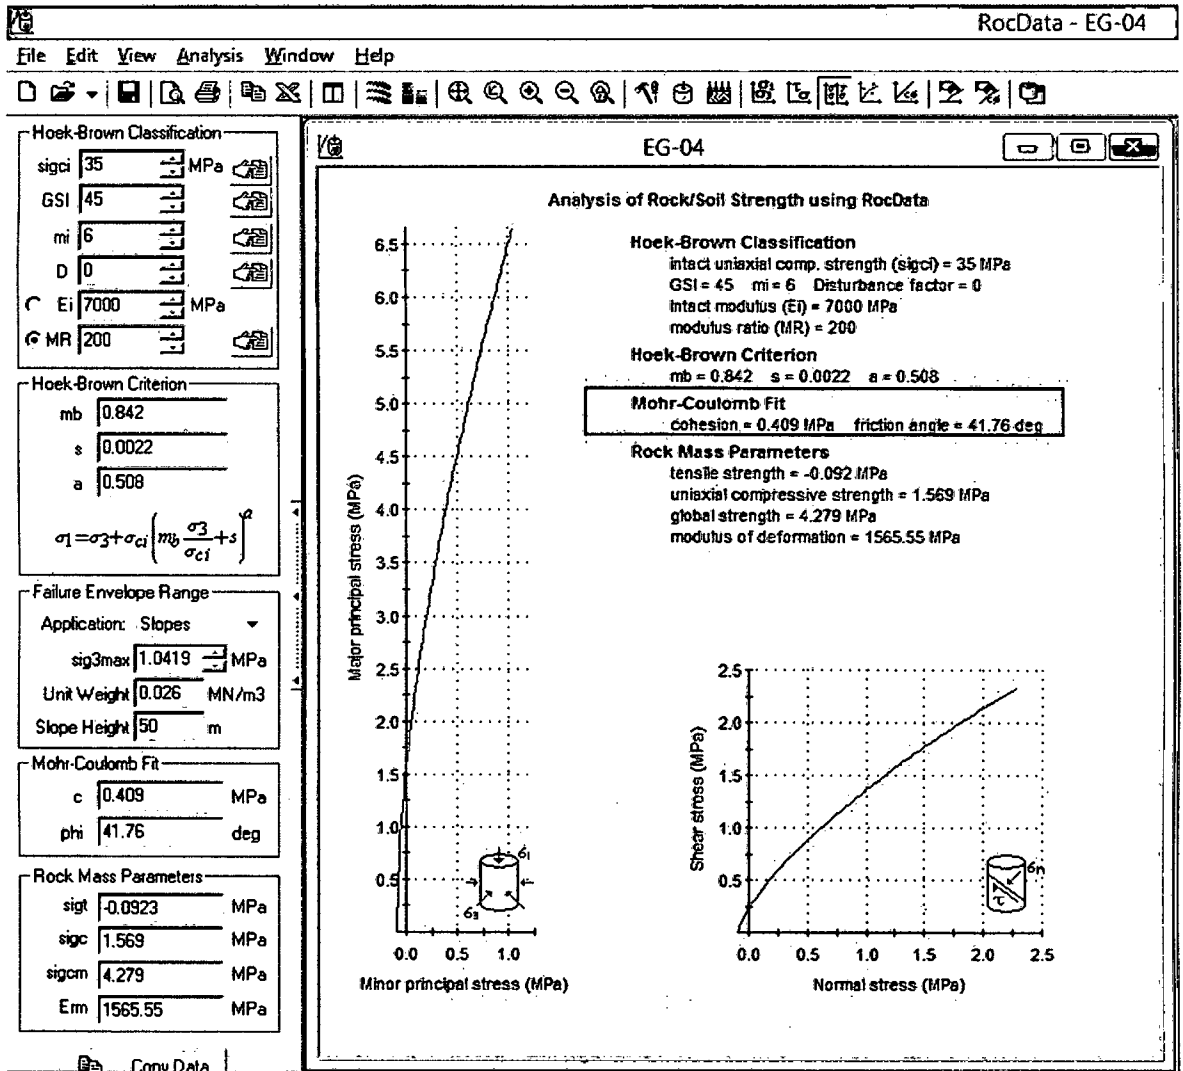 RocData - EG-04
File Edit View Analysis Window Help
Hoek-Brown Classification
sigci 35 MPa
GSI 45
mi 6
D 0
Ei 7000 MPa
MR 200
Hoek-Brown Criterion
mb 0.842
s 0.0022
a 0.508
σ1=σ3+σci(mb σ3/σci+s)^a
Failure Envelope Range
Application: Slopes
sig3max 1.0419 MPa
Unit Weight 0.026 MN/m3
Slope Height 50 m
Mohr-Coulomb Fit
c 0.409 MPa
phi 41.76 deg
Rock Mass Parameters
sigt -0.0923 MPa
sigc 1.569 MPa
sigcm 4.279 MPa
Erm 1565.55 MPa
Copy Data
EG-04
Analysis of Rock/Soil Strength using RocData
Hoek-Brown Classification
intact uniaxial comp. strength (sigci) = 35 MPa
GSI = 45 mi = 6 Disturbance factor = 0
intact modulus (Ei) = 7000 MPa
modulus ratio (MR) = 200
Hoek-Brown Criterion
mb = 0.842 s = 0.0022 a = 0.508
Mohr-Coulomb Fit
cohesion = 0.409 MPa friction angle = 41.76 deg
Rock Mass Parameters
tensile strength = -0.092 MPa
uniaxial compressive strength = 1.569 MPa
global strength = 4.279 MPa
modulus of deformation = 1565.55 MPa
Major principal stress (MPa)
6.5
6.0
5.5
5.0
4.5
4.0
3.5
3.0
2.5
2.0
1.5
1.0
0.5
0.0 0.5 1.0
Minor principal stress (MPa)
σ1
σ3
Shear stress (MPa)
2.5
2.0
1.5
1.0
0.5
0.0 0.5 1.0 1.5 2.0 2.5
Normal stress (MPa)
σn
τ